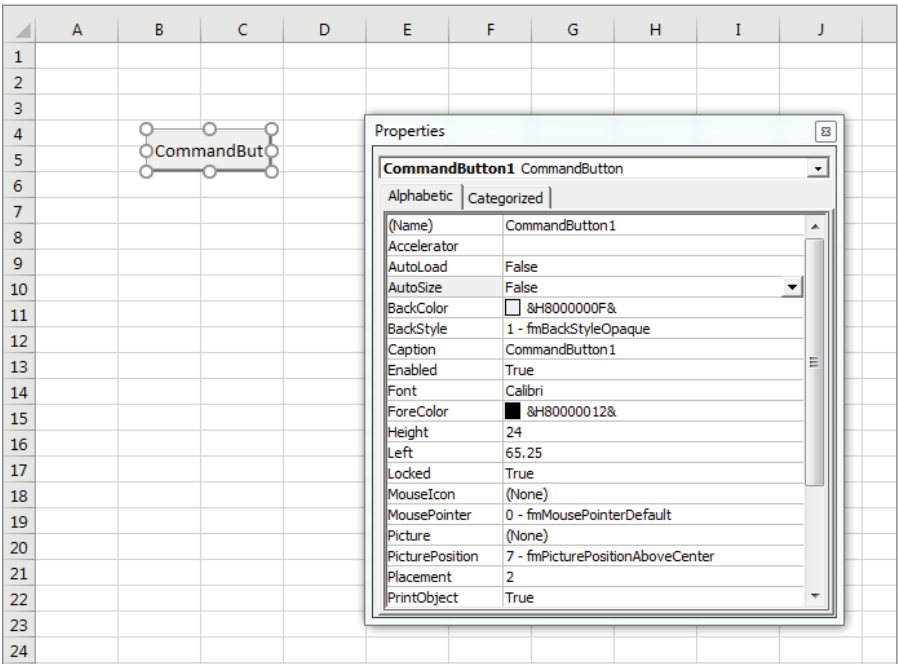 A B C D E F G H I J
1
2
3
4
5
6
7
8
9
10
11
12
13
14
15
16
17
18
19
20
21
22
23
24
CommandBut
Properties
CommandButton1 CommandButton
Alphabetic Categorized
(Name) CommandButton1
Accelerator
AutoLoad False
AutoSize False
BackColor &H8000000F&
BackStyle 1 - fmBackStyleOpaque
Caption CommandButton1
Enabled True
Font Calibri
ForeColor &H80000012&
Height 24
Left 65.25
Locked True
MouseIcon (None)
MousePointer 0 - fmMousePointerDefault
Picture (None)
PicturePosition 7 - fmPicturePositionAboveCenter
Placement 2
PrintObject True